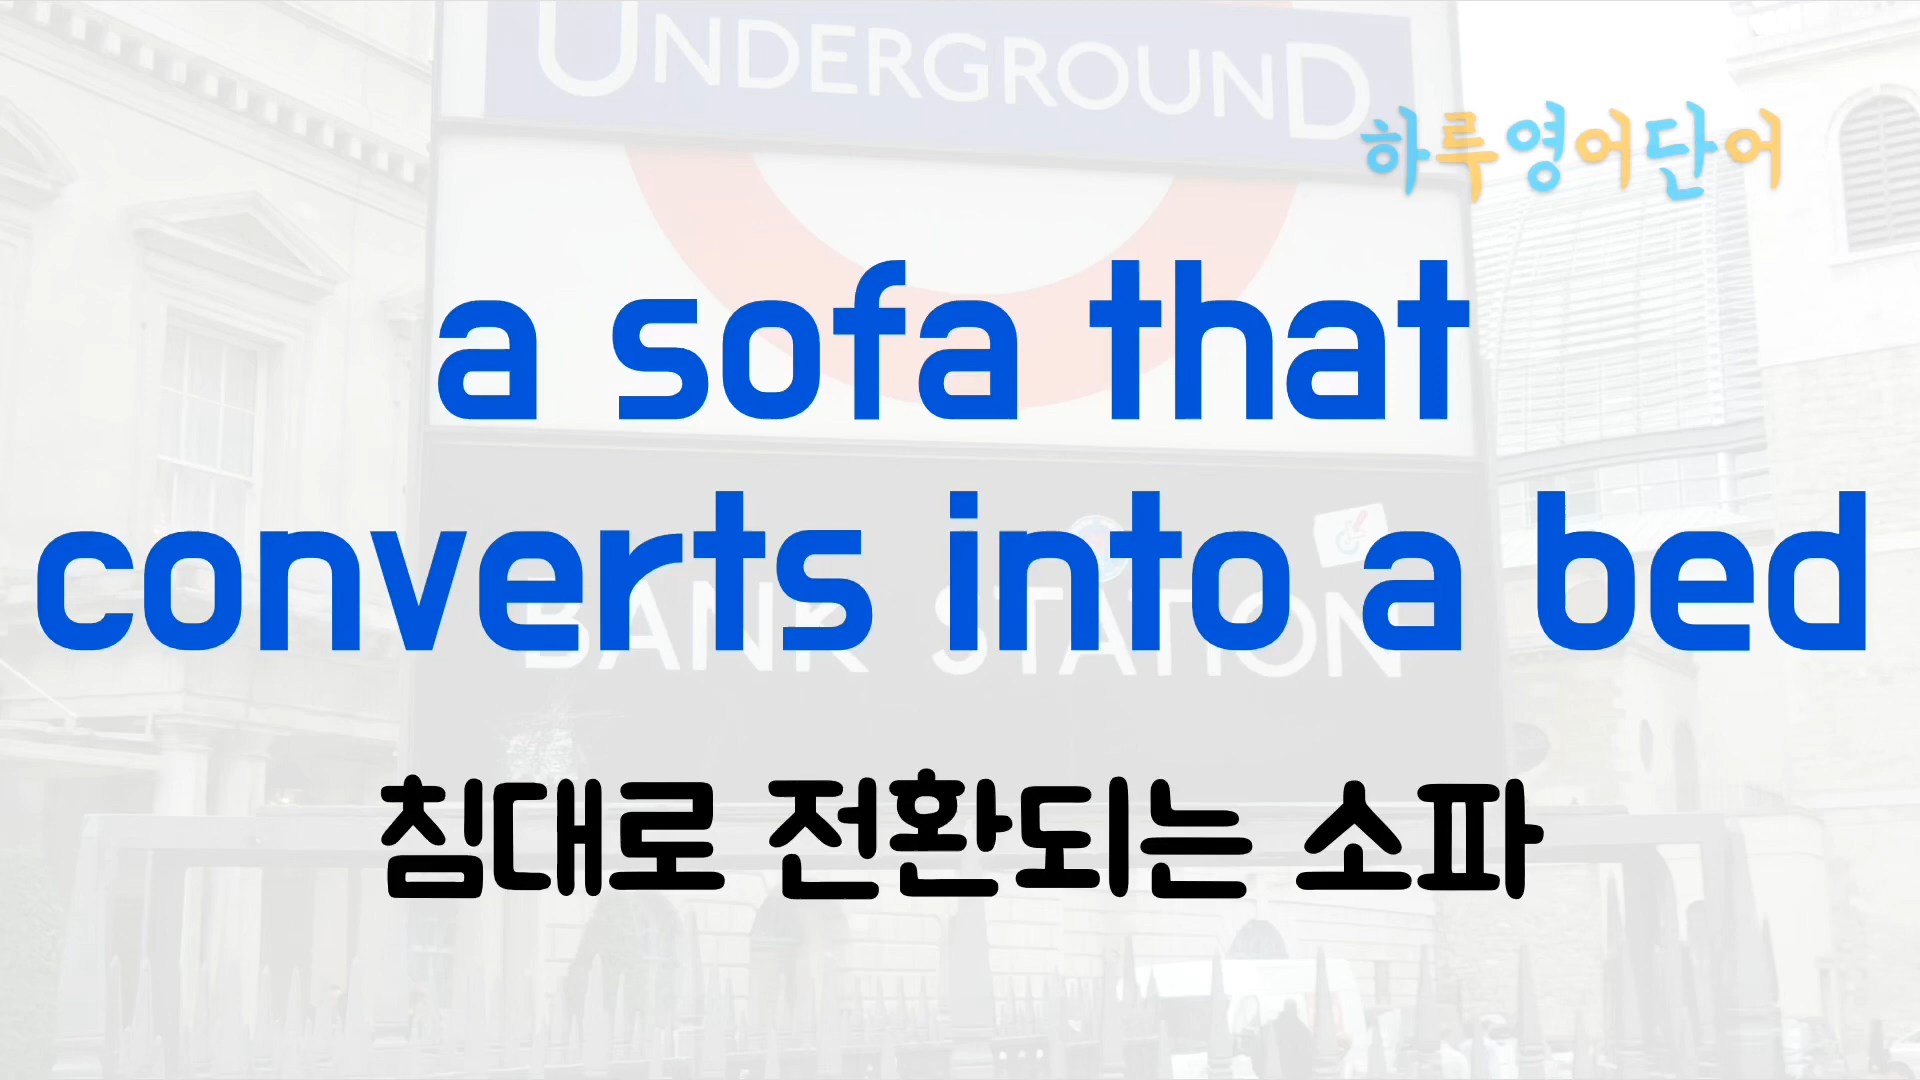 UNDERGROUND
하루영어단어
a sofa that
converts into a bed
BANK STATION
침대로 전환되는 소파